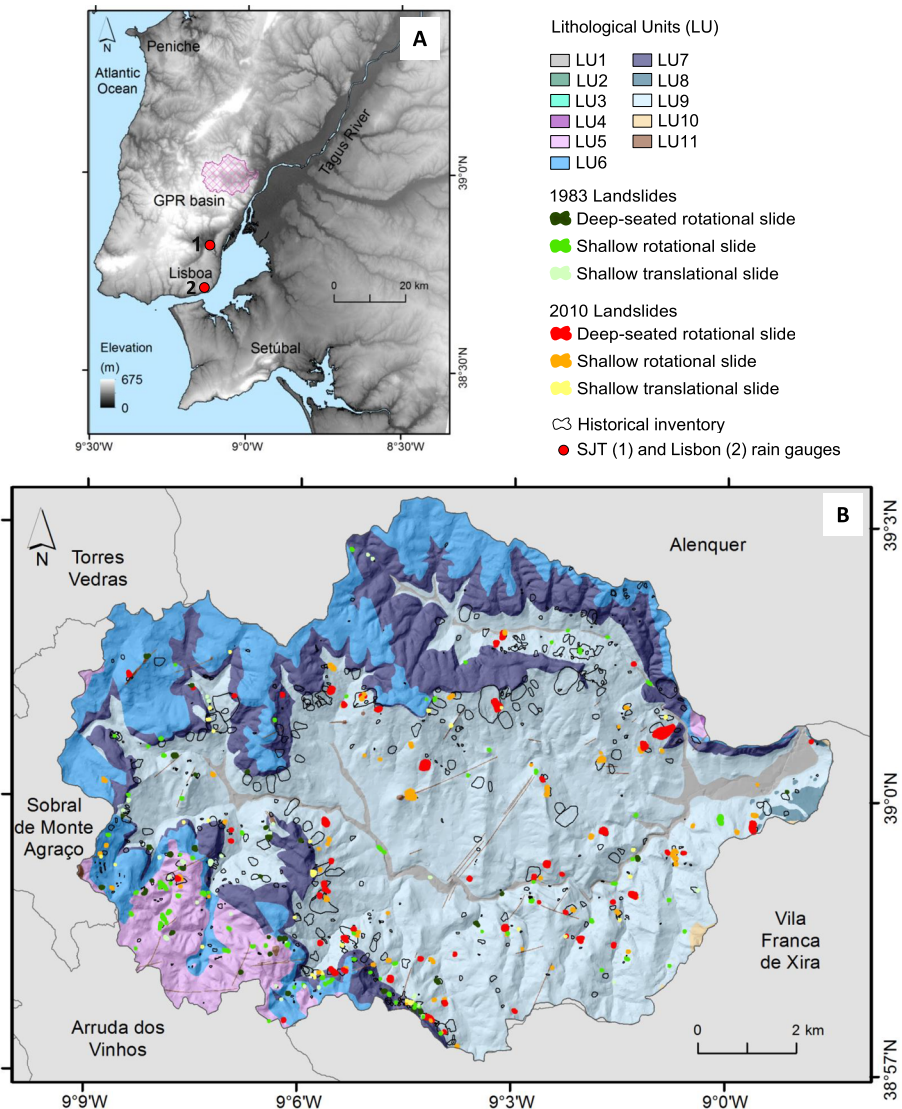 A
N
Peniche
Atlantic
Ocean
Tagus River
GPR basin
1
Lisboa
2
0 20 km
Setúbal
Elevation
(m)
675
0
39°0'N
38°30'N
9°30'W 9°0'W 8°30'W
Lithological Units (LU)
LU1 LU7
LU2 LU8
LU3 LU9
LU4 LU10
LU5 LU11
LU6
1983 Landslides
Deep-seated rotational slide
Shallow rotational slide
Shallow translational slide
2010 Landslides
Deep-seated rotational slide
Shallow rotational slide
Shallow translational slide
Historical inventory
SJT (1) and Lisbon (2) rain gauges
B
N
Torres
Vedras
Alenquer
Sobral
de Monte
Agraço
Vila
Franca
de Xira
Arruda dos
Vinhos
0 2 km
39°3'N
39°0'N
38°57'N
9°9'W 9°6'W 9°3'W 9°0'W